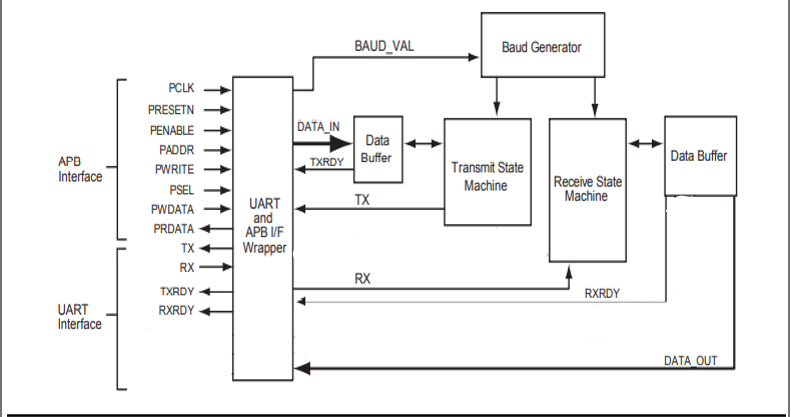 BAUD_VAL
Baud Generator
APB
Interface
PCLK
PRESETN
PENABLE
PADDR
PWRITE
PSEL
PWDATA
PRDATA
UART
Interface
TX
RX
TXRDY
RXRDY
UART
and
APB I/F
Wrapper
DATA_IN
TXRDY
Data
Buffer
TX
Transmit State
Machine
Receive State
Machine
Data Buffer
RX
RXRDY
DATA_OUT